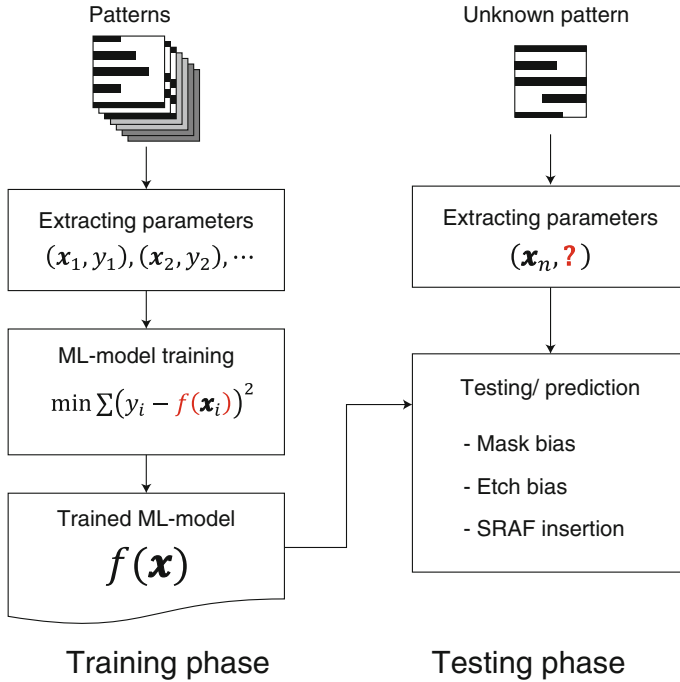 Patterns
Extracting parameters
(x₁, y₁), (x₂, y₂), ⋯
ML-model training
min ∑(yᵢ − f(xᵢ))²
Trained ML-model
f(x)
Training phase
Unknown pattern
Extracting parameters
(xₙ, ?)
Testing/ prediction
- Mask bias
- Etch bias
- SRAF insertion
Testing phase